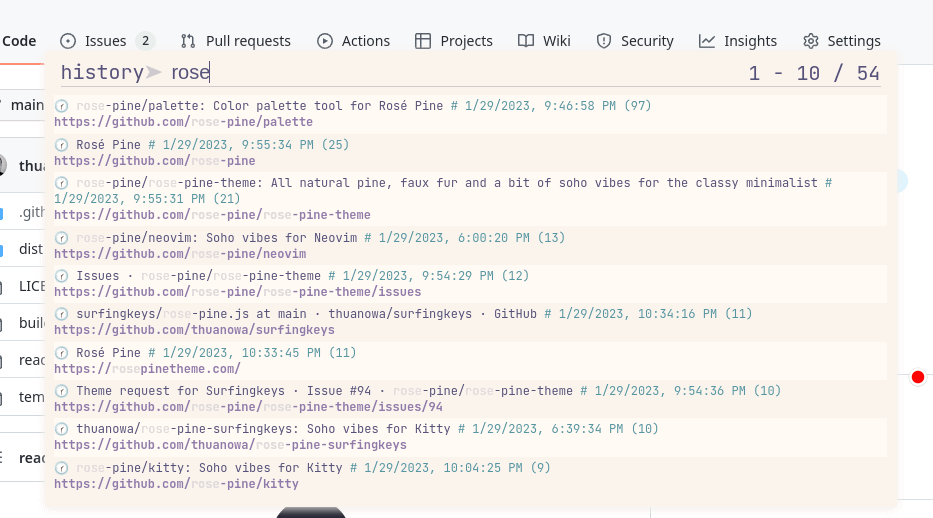 Code Issues 2 Pull requests Actions Projects Wiki Security Insights Settings
history➤ rose 1 - 10 / 54
main
thua
.gith
dist
LICE
buil
read
tem
read
rose-pine/palette: Color palette tool for Rosé Pine # 1/29/2023, 9:46:58 PM (97)
https://github.com/rose-pine/palette
Rosé Pine # 1/29/2023, 9:55:34 PM (25)
https://github.com/rose-pine
rose-pine/rose-pine-theme: All natural pine, faux fur and a bit of soho vibes for the classy minimalist #
1/29/2023, 9:55:31 PM (21)
https://github.com/rose-pine/rose-pine-theme
rose-pine/neovim: Soho vibes for Neovim # 1/29/2023, 6:00:20 PM (13)
https://github.com/rose-pine/neovim
Issues · rose-pine/rose-pine-theme # 1/29/2023, 9:54:29 PM (12)
https://github.com/rose-pine/rose-pine-theme/issues
surfingkeys/rose-pine.js at main · thuanowa/surfingkeys · GitHub # 1/29/2023, 10:34:16 PM (11)
https://github.com/thuanowa/surfingkeys
Rosé Pine # 1/29/2023, 10:33:45 PM (11)
https://rosepinetheme.com/
Theme request for Surfingkeys · Issue #94 · rose-pine/rose-pine-theme # 1/29/2023, 9:54:36 PM (10)
https://github.com/rose-pine/rose-pine-theme/issues/94
thuanowa/rose-pine-surfingkeys: Soho vibes for Kitty # 1/29/2023, 6:39:34 PM (10)
https://github.com/thuanowa/rose-pine-surfingkeys
rose-pine/kitty: Soho vibes for Kitty # 1/29/2023, 10:04:25 PM (9)
https://github.com/rose-pine/kitty